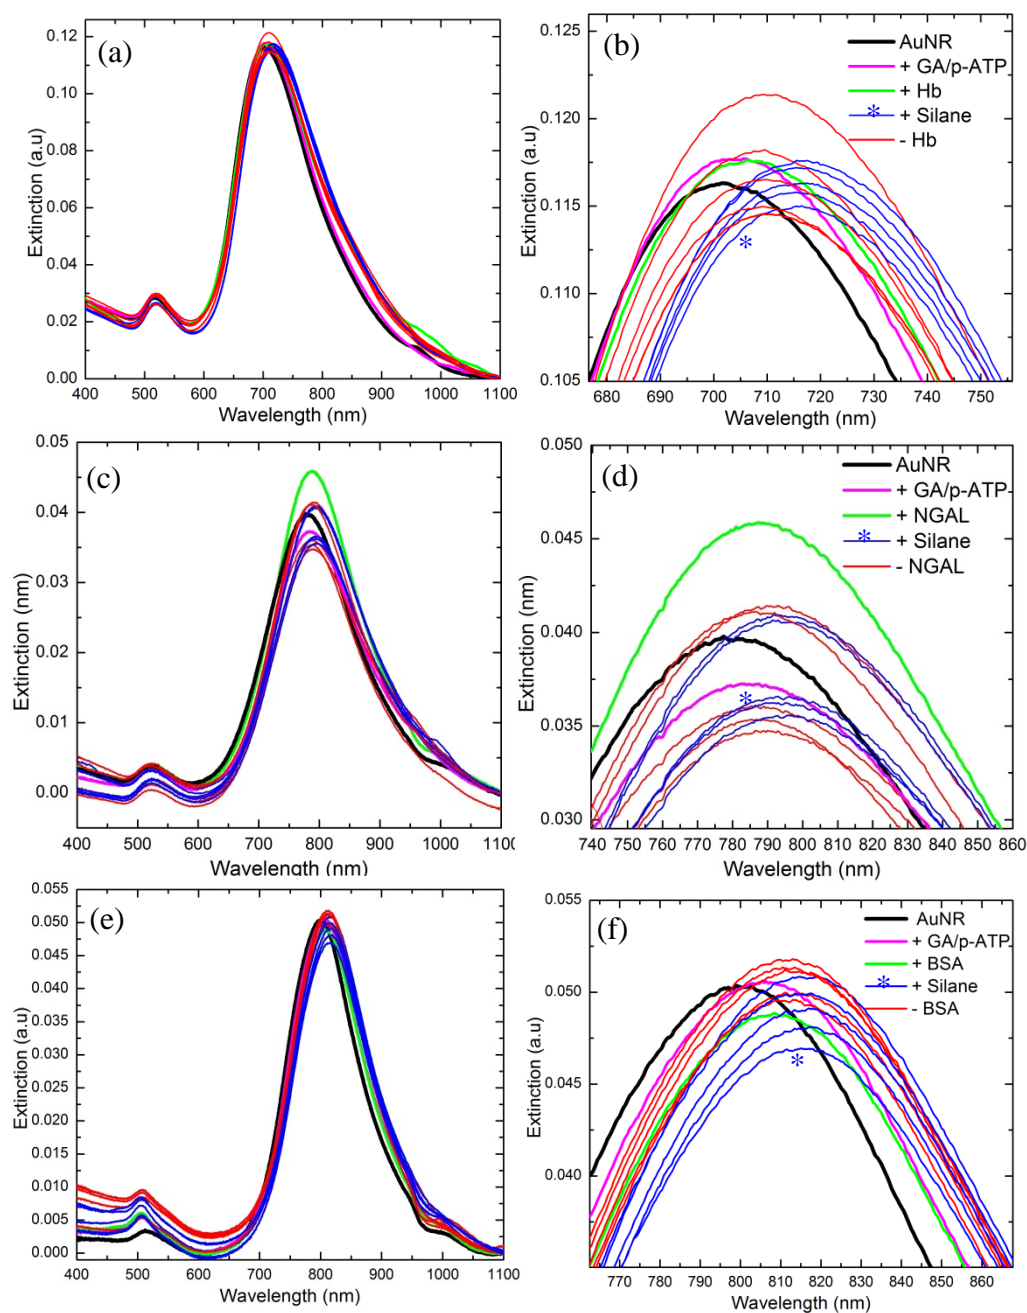 (a)
0.12
0.10
0.08
0.06
0.04
0.02
0.00
Extinction (a.u)
400 500 600 700 800 900 1000 1100
Wavelength (nm)
(b)
AuNR
+ GA/p-ATP
+ Hb
* + Silane
- Hb
*
0.125
0.120
0.115
0.110
0.105
Extinction (a.u)
680 690 700 710 720 730 740 750
Wavelength (nm)
(c)
0.05
0.04
0.03
0.02
0.01
0.00
Extinction (nm)
400 500 600 700 800 900 1000 1100
Wavelength (nm)
(d)
AuNR
+ GA/p-ATP
+ NGAL
* + Silane
- NGAL
*
0.050
0.045
0.040
0.035
0.030
Extinction (nm)
740 750 760 770 780 790 800 810 820 830 840 850 860
Wavelength (nm)
(e)
0.055
0.050
0.045
0.040
0.035
0.030
0.025
0.020
0.015
0.010
0.005
0.000
Extinction (a.u)
400 500 600 700 800 900 1000 1100
Wavelength (nm)
(f)
AuNR
+ GA/p-ATP
+ BSA
* + Silane
- BSA
*
0.055
0.050
0.045
0.040
Extinction (a.u)
770 780 790 800 810 820 830 840 850 860
Wavelength (nm)